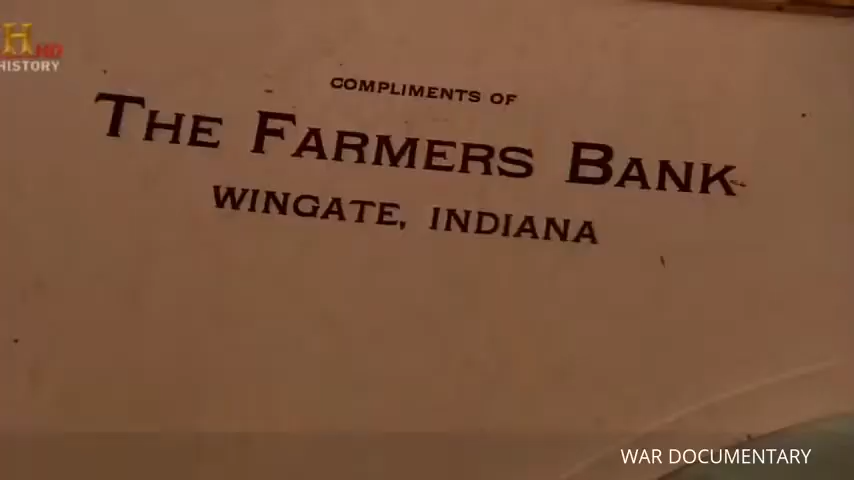 H HD
HISTORY
COMPLIMENTS OF
THE FARMERS BANK
WINGATE, INDIANA
WAR DOCUMENTARY